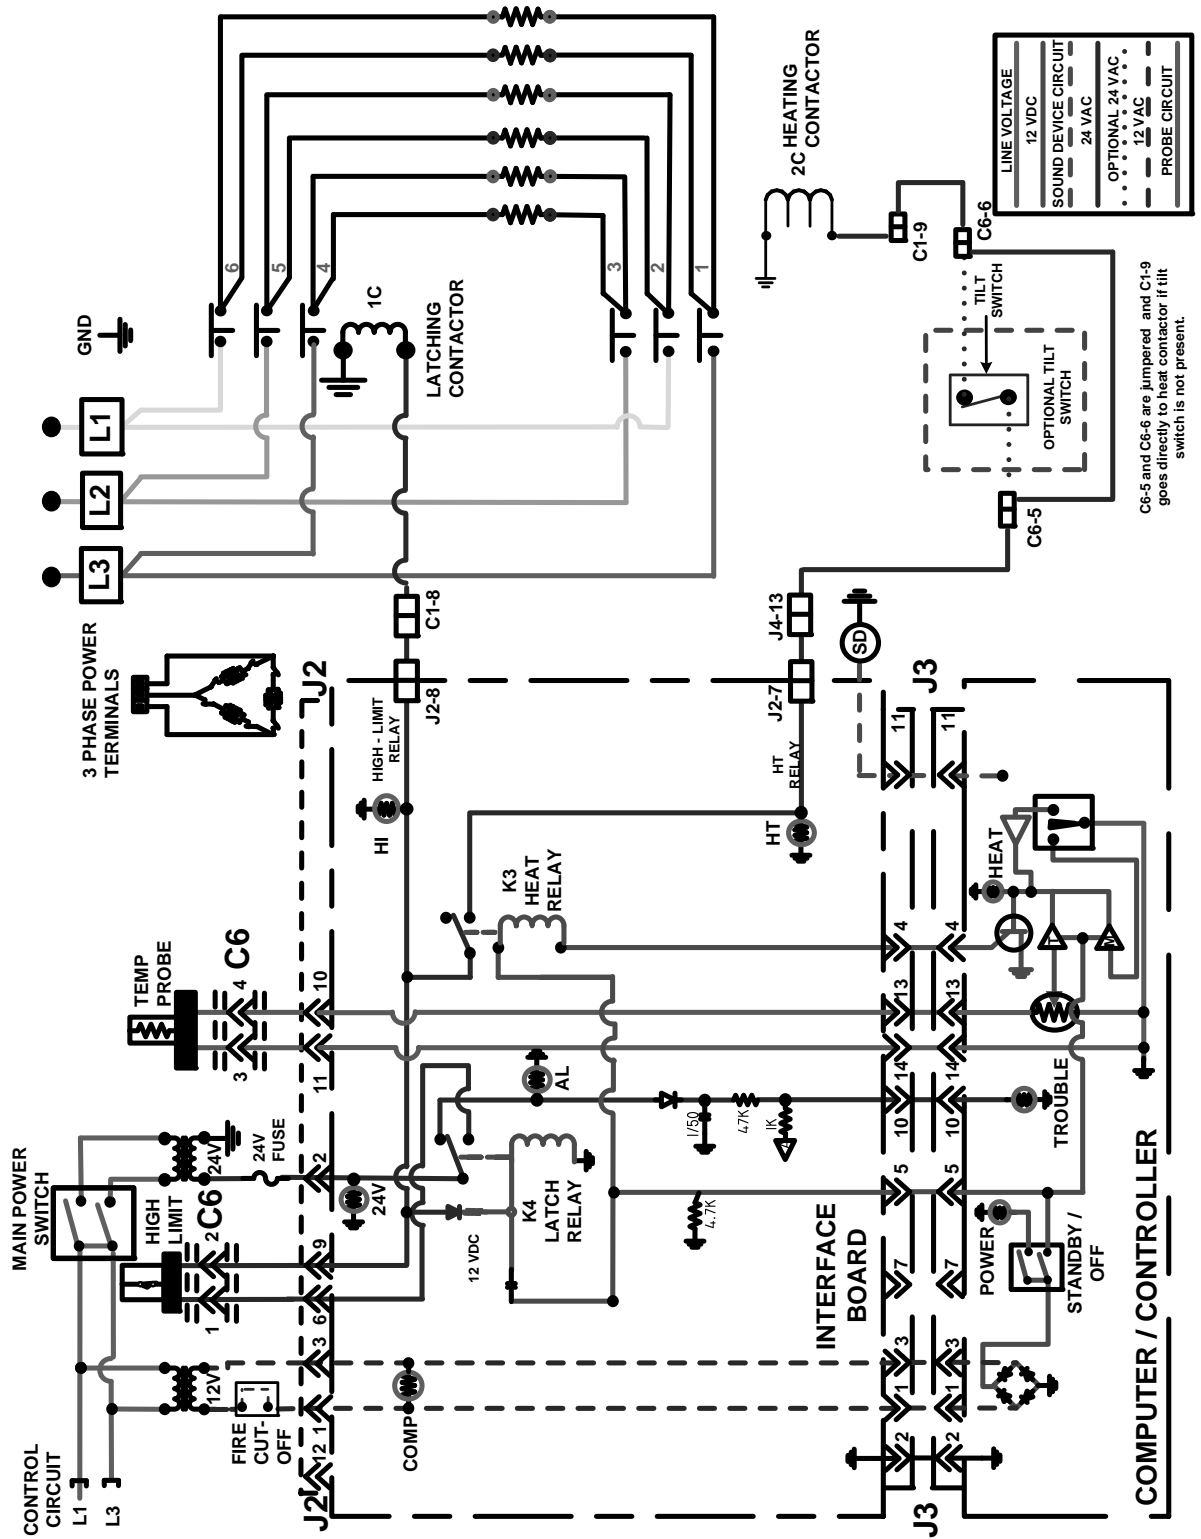 CONTROL
CIRCUIT
L1
L3
MAIN POWER
SWITCH
12V
FIRE
CUT-
OFF
HIGH
LIMIT
C6
1
2
24V
24V
FUSE
TEMP
PROBE
C6
3
4
3 PHASE POWER
TERMINALS
L3
L2
L1
GND
J2
12
1
3
6
9
2
11
10
J2
COMP
12 VDC
24V
K4
LATCH
RELAY
AL
K3
HEAT
RELAY
HI
HIGH - LIMIT
RELAY
J2-8
C1-8
LATCHING
CONTACTOR
1C
6
5
4
3
2
1
HT
HT
RELAY
J2-7
J4-13
SD
4.7K
1/50
47K
1K
INTERFACE
BOARD
J3
2
1
3
7
5
10
14
13
4
11
J3
2
1
3
7
5
10
14
13
4
11
POWER
STANDBY /
OFF
TROUBLE
HEAT
T
M
COMPUTER / CONTROLLER
2C HEATING
CONTACTOR
C1-9
C6-6
C6-5
TILT
SWITCH
OPTIONAL TILT
SWITCH
C6-5 and C6-6 are jumpered and C1-9
goes directly to heat contactor if tilt
switch is not present.
LINE VOLTAGE
12 VDC
SOUND DEVICE CIRCUIT
24 VAC
OPTIONAL 24 VAC
12 VAC
PROBE CIRCUIT